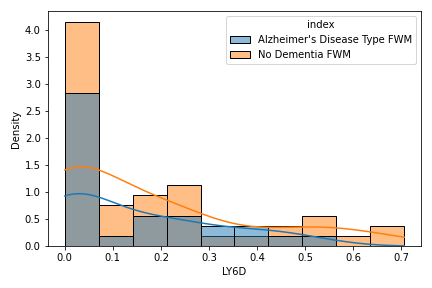 index
Alzheimer's Disease Type FWM
No Dementia FWM
Density
4.0
3.5
3.0
2.5
2.0
1.5
1.0
0.5
0.0
0.0 0.1 0.2 0.3 0.4 0.5 0.6 0.7
LY6D